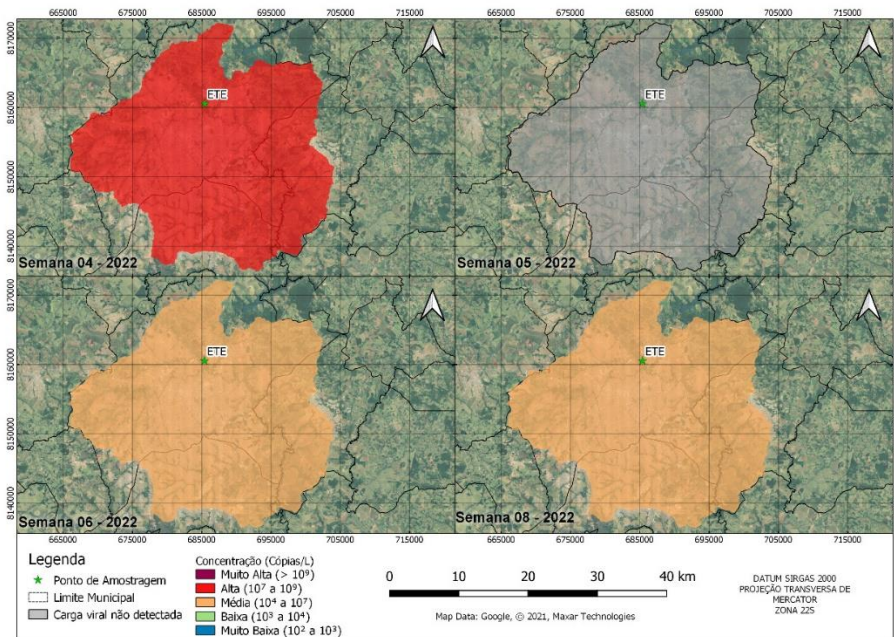 665000 675000 685000 695000 705000 715000 665000 675000 685000 695000 705000 715000
8170000
8160000
8150000
8140000
ETE
ETE
Semana 04 - 2022
Semana 05 - 2022
8170000
8160000
8150000
8140000
ETE
ETE
Semana 06 - 2022
Semana 08 - 2022
665000 675000 685000 695000 705000 715000 665000 675000 685000 695000 705000 715000
Legenda
Ponto de Amostragem
Limite Municipal
Carga viral não detectada
Concentração (Cópias/L)
Muito Alta (> 10⁹)
Alta (10⁷ a 10⁹)
Média (10⁴ a 10⁷)
Baixa (10³ a 10⁴)
Muito Baixa (10² a 10³)
0 10 20 30 40 km
Map Data: Google, © 2021, Maxar Technologies
DATUM SIRGAS 2000
PROJEÇÃO TRANSVERSA DE
MERCATOR
ZONA 22S